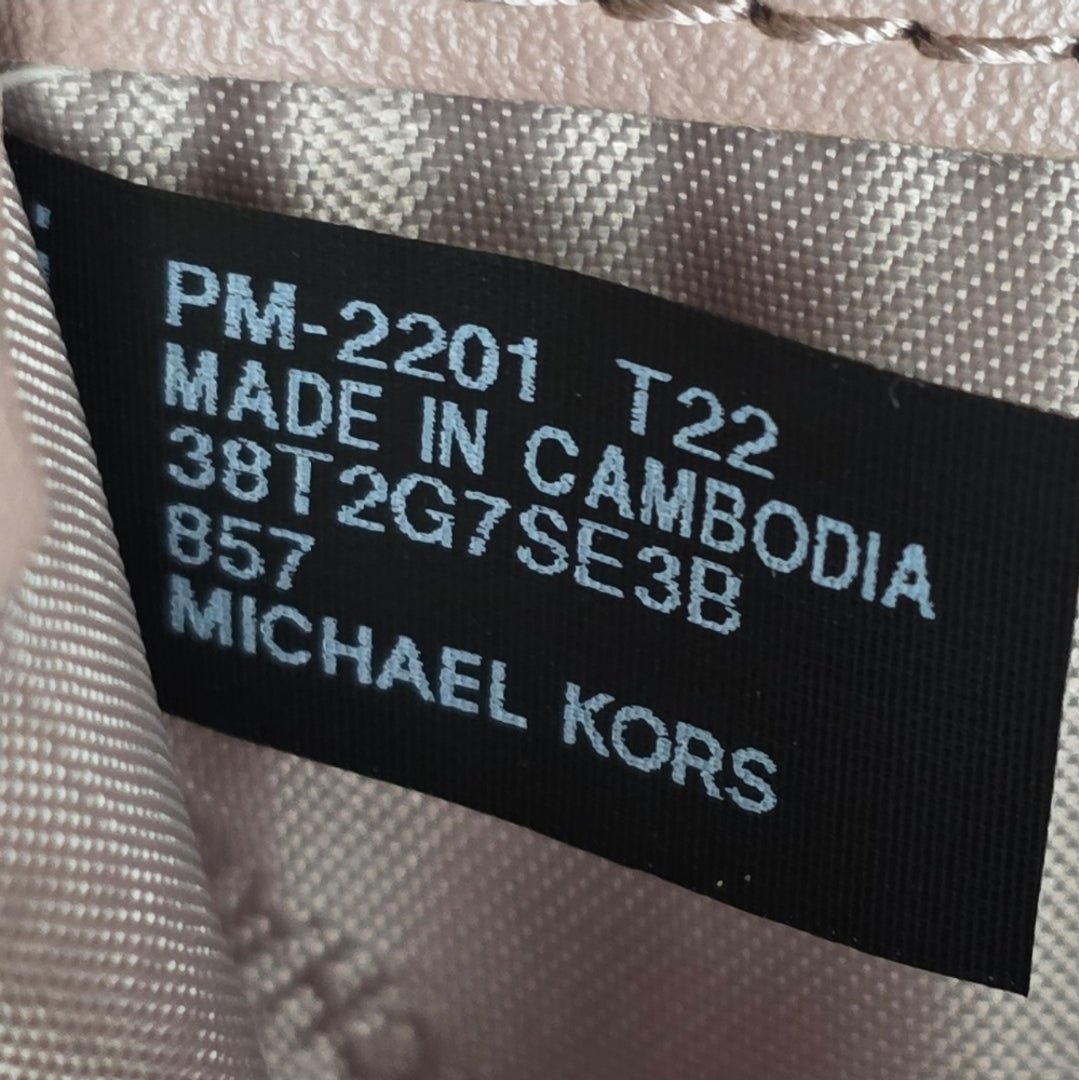 PM-2201 T22
MADE IN CAMBODIA
38T2G7SE3B
857
MICHAEL KORS